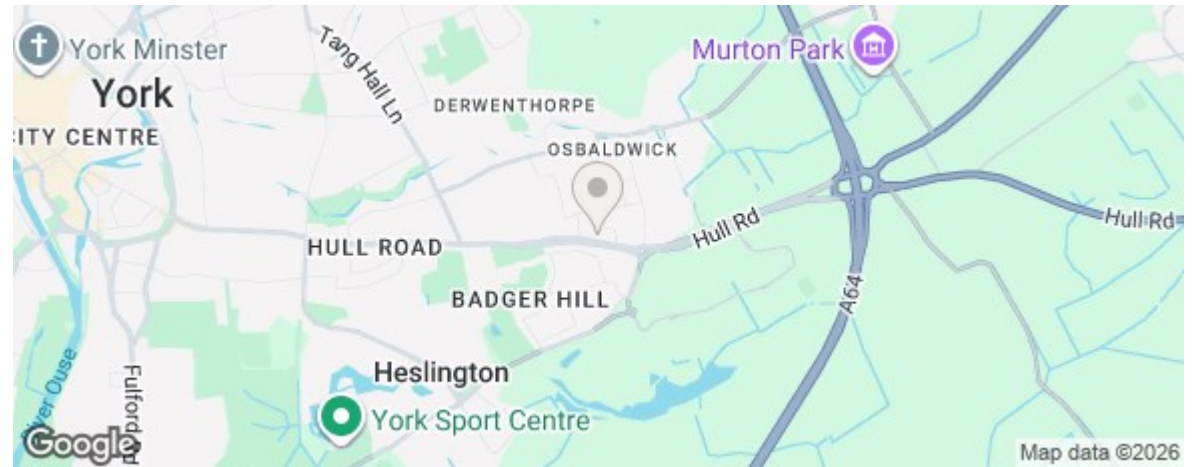 York Minster
York
CITY CENTRE
Tang Hall Ln
DERWENTHORPE
OSBALDWICK
Murton Park
Hull Rd
Hull Rd
HULL ROAD
BADGER HILL
A64
Heslington
York Sport Centre
River Ouse
Fulford Rd
Google
Map data ©2026